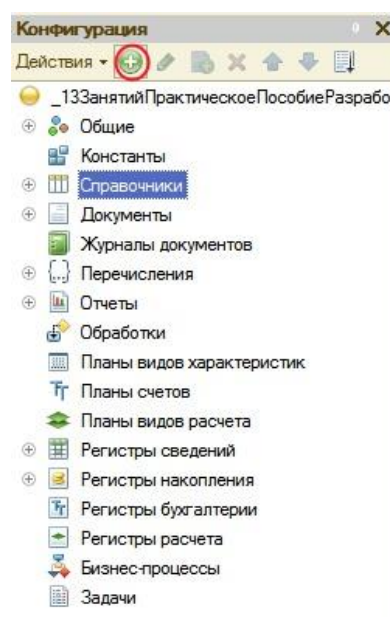 Конфигурация
Действия
_13ЗанятийПрактическоеПособиеРазрабо
Общие
Константы
Справочники
Документы
Журналы документов
Перечисления
Отчеты
Обработки
Планы видов характеристик
Планы счетов
Планы видов расчета
Регистры сведений
Регистры накопления
Регистры бухгалтерии
Регистры расчета
Бизнес-процессы
Задачи